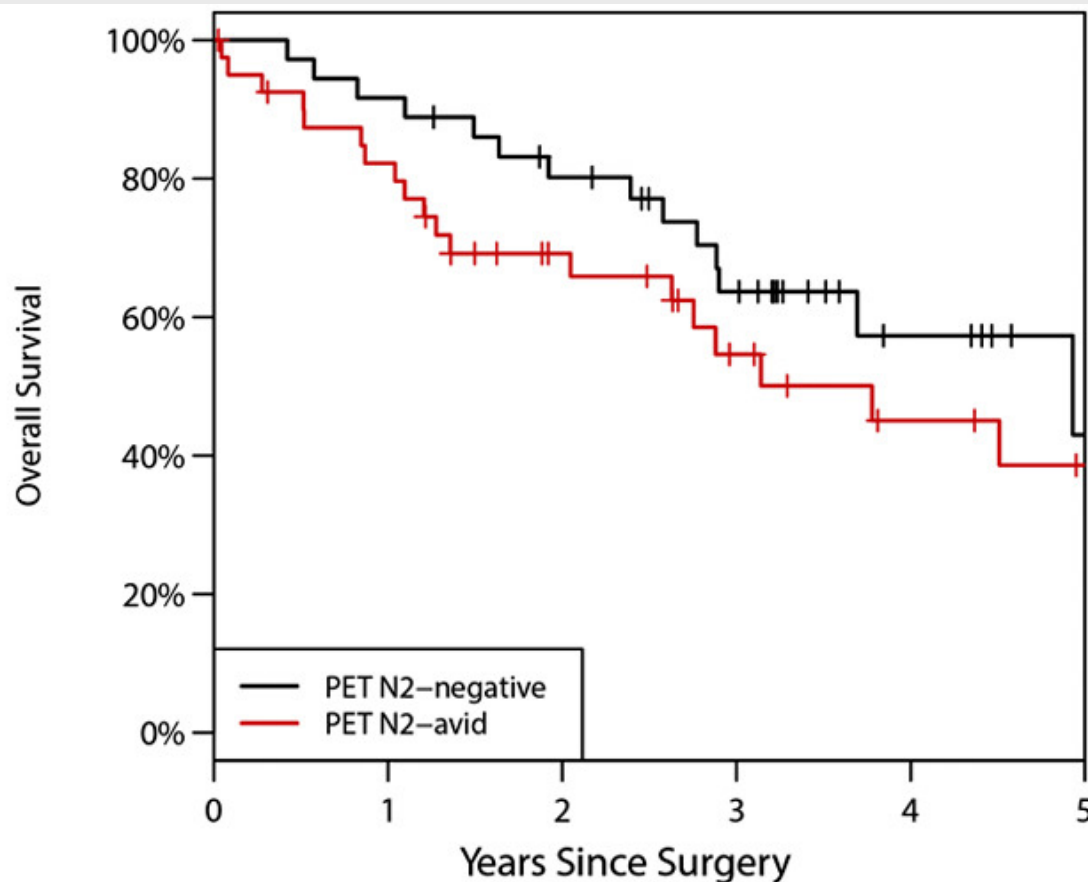 Overall Survival
100%
80%
60%
40%
20%
0%
PET N2–negative
PET N2–avid
0 1 2 3 4 5
Years Since Surgery